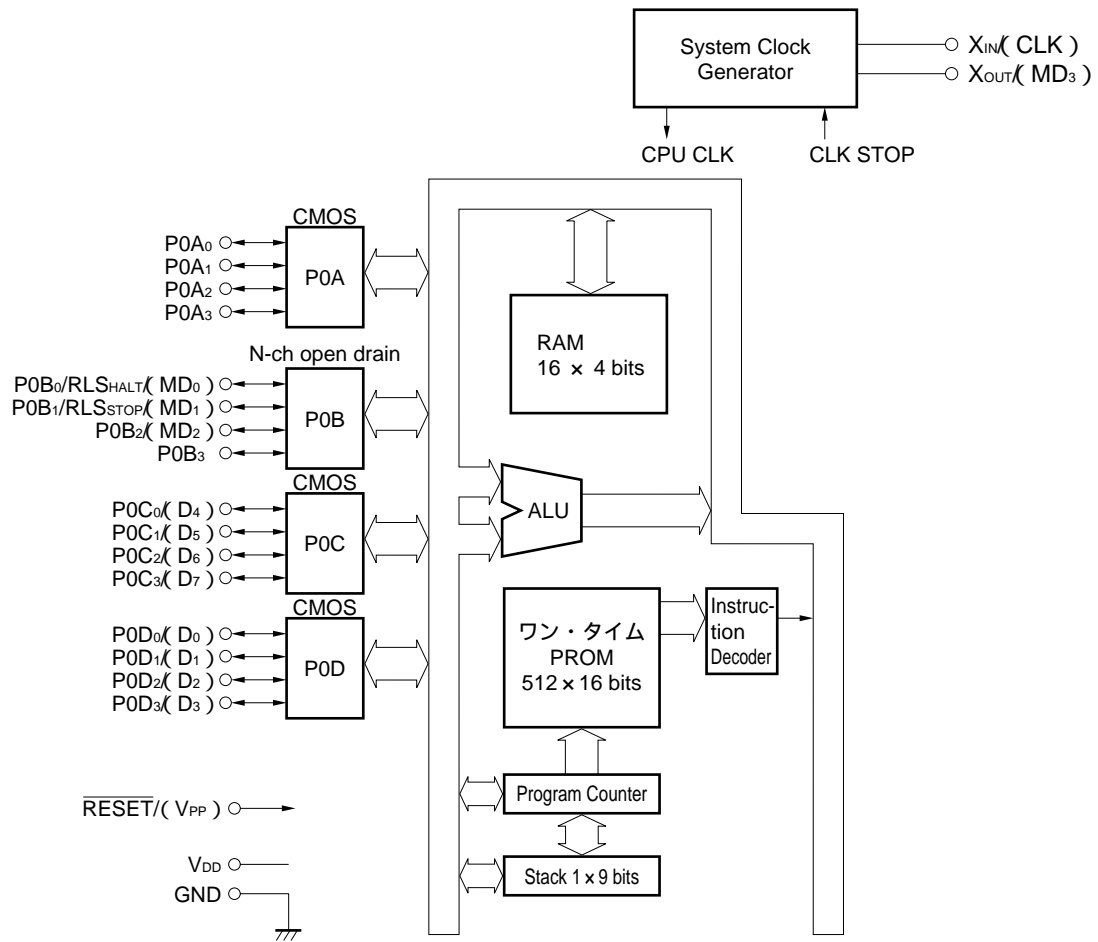 System Clock
Generator
XIN/( CLK )
XOUT/( MD3 )
CPU CLK
CLK STOP
CMOS
P0A0
P0A1
P0A2
P0A3
P0A
RAM
16 × 4 bits
N-ch open drain
P0B0/RLSHALT/( MD0 )
P0B1/RLSSTOP/( MD1 )
P0B2/( MD2 )
P0B3
P0B
CMOS
P0C0/( D4 )
P0C1/( D5 )
P0C2/( D6 )
P0C3/( D7 )
P0C
ALU
CMOS
P0D0/( D0 )
P0D1/( D1 )
P0D2/( D2 )
P0D3/( D3 )
P0D
ワン・タイム
PROM
512 × 16 bits
Instruc-
tion
Decoder
Program Counter
Stack 1 × 9 bits
RESET/( VPP )
VDD
GND